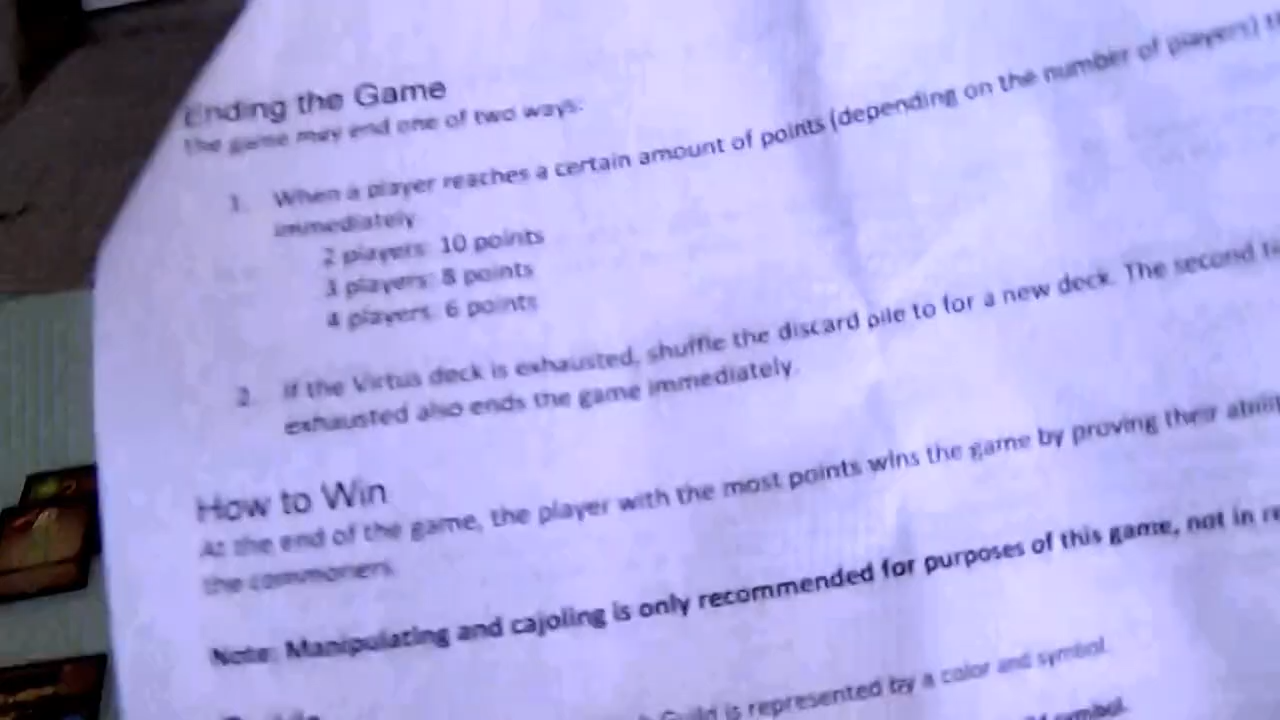 Ending the Game
The game may end one of two ways:
1. When a player reaches a certain amount of points (depending on the number of players)
immediately
2 players: 10 points
3 players: 8 points
4 players: 6 points
2. If the Virtus deck is exhausted, shuffle the discard pile to for a new deck. The second
exhausted also ends the game immediately.
How to Win
At the end of the game, the player with the most points wins the game by proving their
the commoners.
Note: Manipulating and cajoling is only recommended for purposes of this game, not in
Guild is represented by a color and symbol.
symbol.